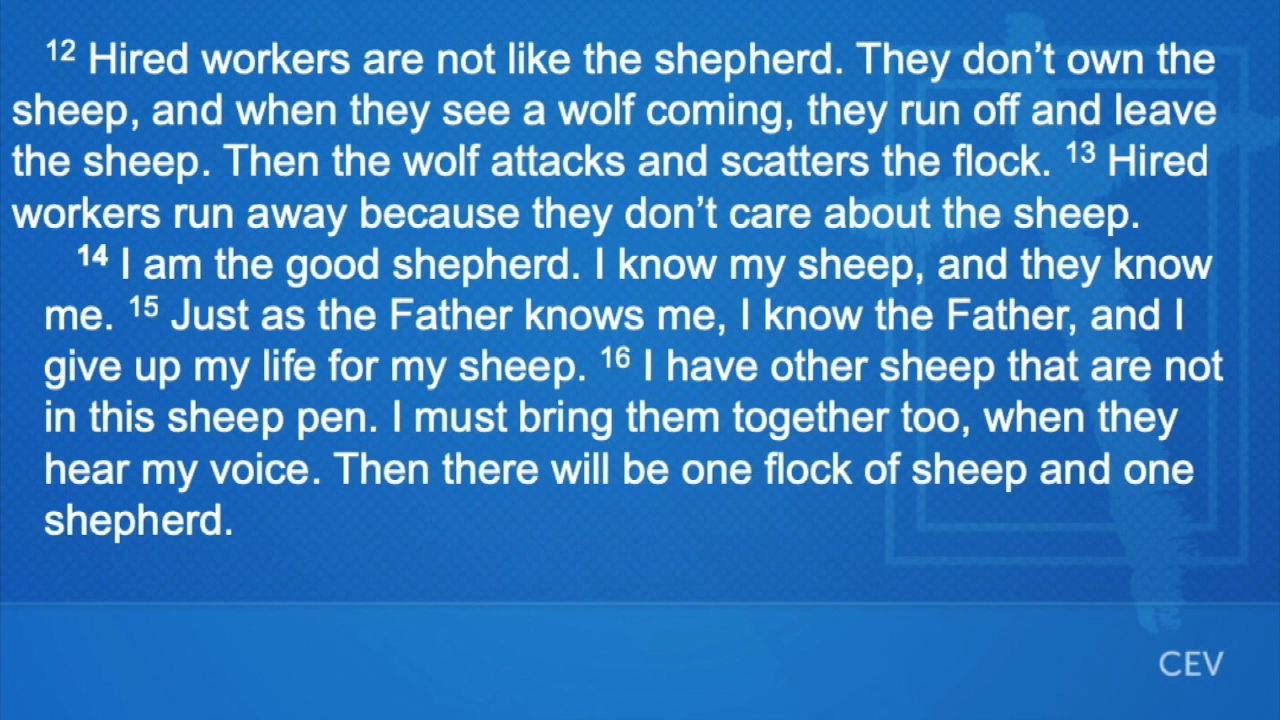 12 Hired workers are not like the shepherd. They don’t own the
sheep, and when they see a wolf coming, they run off and leave
the sheep. Then the wolf attacks and scatters the flock. 13 Hired
workers run away because they don’t care about the sheep.
14 I am the good shepherd. I know my sheep, and they know
me. 15 Just as the Father knows me, I know the Father, and I
give up my life for my sheep. 16 I have other sheep that are not
in this sheep pen. I must bring them together too, when they
hear my voice. Then there will be one flock of sheep and one
shepherd.
CEV